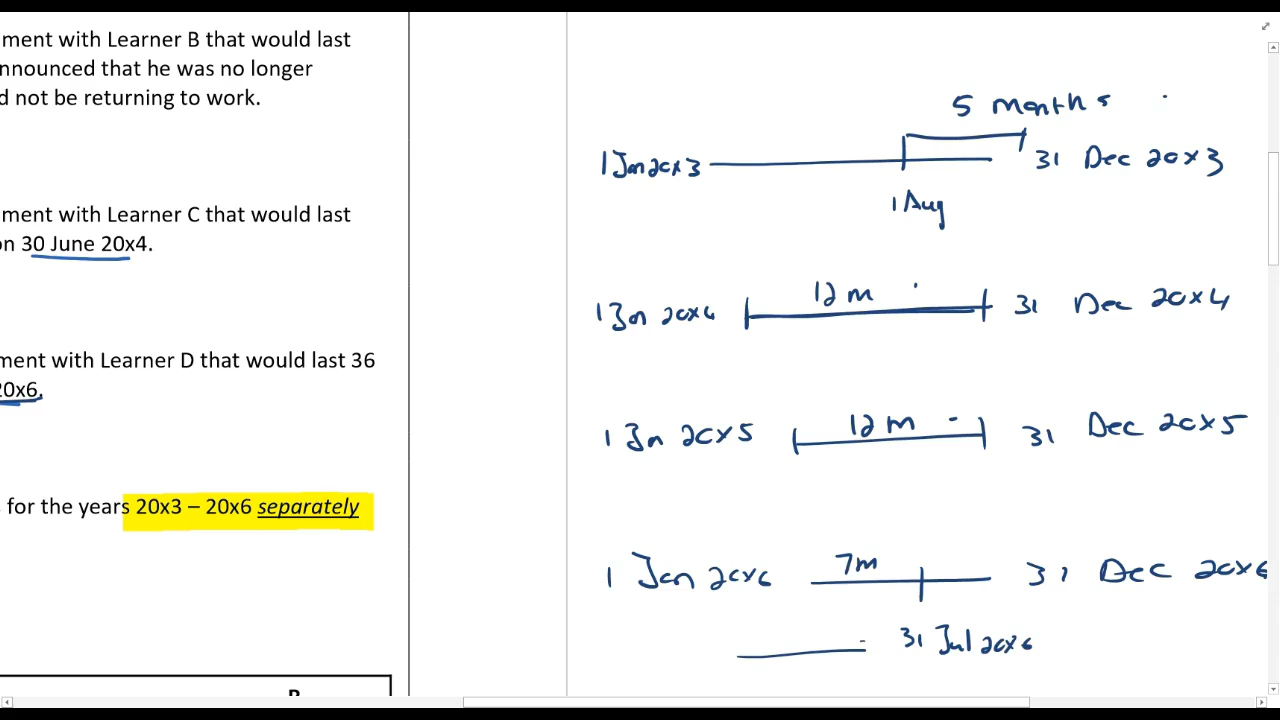 ment with Learner B that would last
nnounced that he was no longer
d not be returning to work.
ment with Learner C that would last
on 30 June 20x4.
ment with Learner D that would last 36
20x6.
for the years 20x3 – 20x6 separately
R
5 months
1 Jan 20x3
31 Dec 20x3
1 Aug
12 m
1 Jan 20x4
31 Dec 20x4
12 m
1 Jan 20x5
31 Dec 20x5
7m
1 Jan 20x6
31 Dec 20x6
31 Jul 20x6